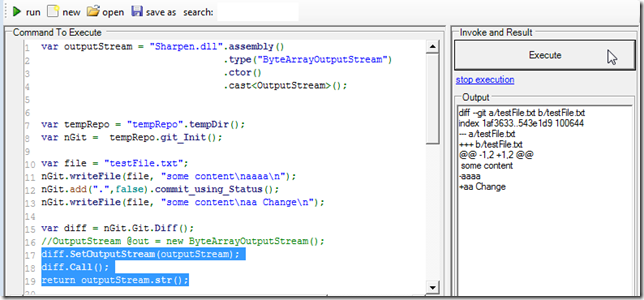 run new open save as search:
Command To Execute
1 var outputStream = "Sharpen.dll".assembly()
2 .type("ByteArrayOutputStream")
3 .ctor()
4 .cast<OutputStream>();
5
6
7 var tempRepo = "tempRepo".tempDir();
8 var nGit = tempRepo.git_Init();
9
10 var file = "testFile.txt";
11 nGit.writeFile(file, "some content\naaaa\n");
12 nGit.add(".",false).commit_using_Status();
13 nGit.writeFile(file, "some content\naa Change\n");
14
15 var diff = nGit.Git.Diff();
16 //OutputStream @out = new ByteArrayOutputStream();
17 diff.SetOutputStream(outputStream);
18 diff.Call();
19 return outputStream.str();
Invoke and Result
Execute
stop execution
Output
diff --git a/testFile.txt b/testFile.txt
index 1af3633..543e1d9 100644
--- a/testFile.txt
+++ b/testFile.txt
@@ -1,2 +1,2 @@
some content
-aaaa
+aa Change